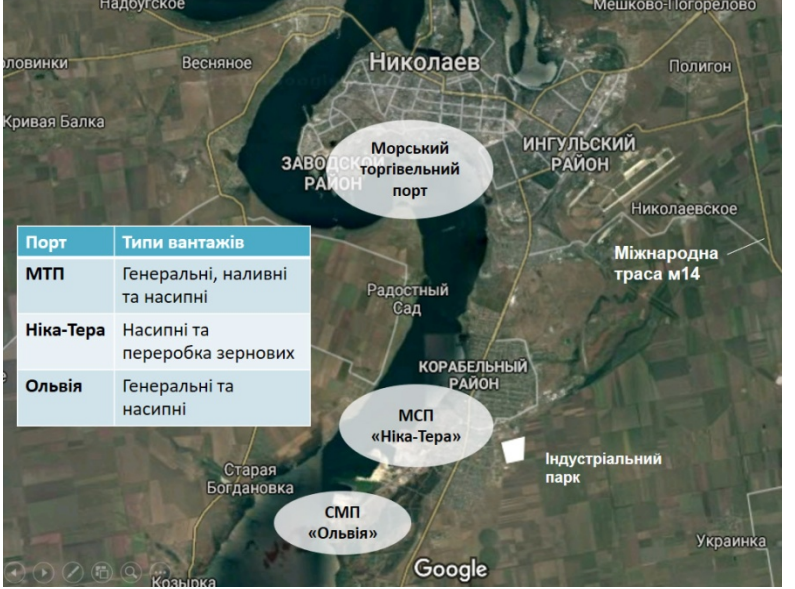 Надбугское
Мешково-Погорелово
ловинки
Весняное
Николаев
Полигон
Кривая Балка
Морський
торгівельний
порт
ЗАВОДСКОЙ
РАЙОН
ИНГУЛЬСКИЙ
РАЙОН
Николаевское
Міжнародна
траса м14
Порт Типи вантажів
МТП Генеральні, наливні
та насипні
Ніка-Тера Насипні та
переробка зернових
Ольвія Генеральні та
насипні
Радостный
Сад
КОРАБЕЛЬНЫЙ
РАЙОН
МСП
«Ніка-Тера»
Індустріальний
парк
Старая
Богдановка
СМП
«Ольвія»
Украинка
Google
Козырка